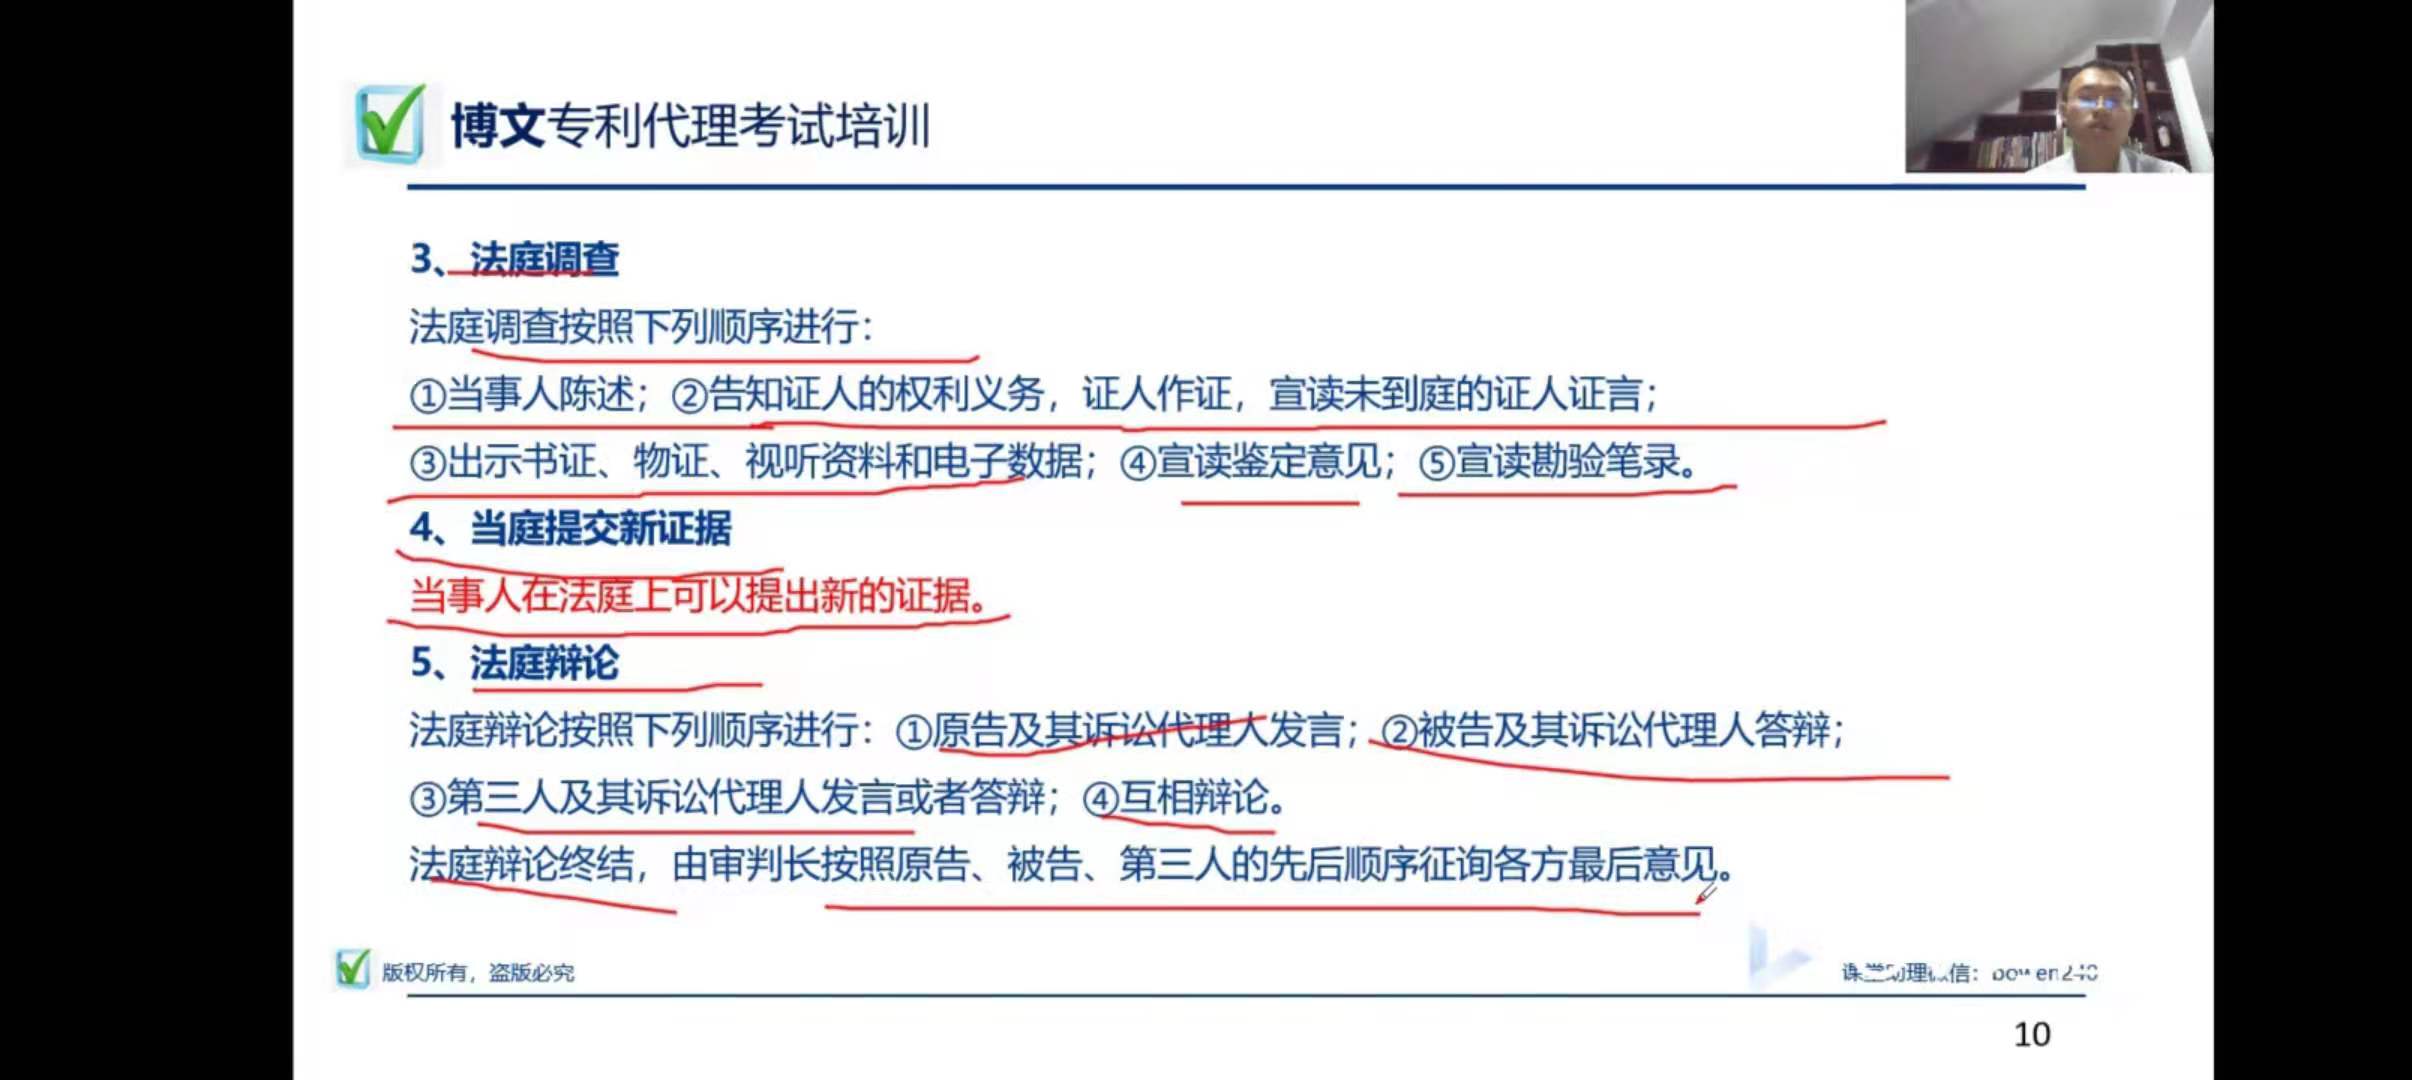 博文专利代理考试培训
3、法庭调查
法庭调查按照下列顺序进行：
①当事人陈述；②告知证人的权利义务，证人作证，宣读未到庭的证人证言；
③出示书证、物证、视听资料和电子数据；④宣读鉴定意见；⑤宣读勘验笔录。
4、当庭提交新证据
当事人在法庭上可以提出新的证据。
5、法庭辩论
法庭辩论按照下列顺序进行：①原告及其诉讼代理人发言；②被告及其诉讼代理人答辩；
③第三人及其诉讼代理人发言或者答辩；④互相辩论。
法庭辩论终结，由审判长按照原告、被告、第三人的先后顺序征询各方最后意见。
版权所有，盗版必究
课堂助理微信：
10